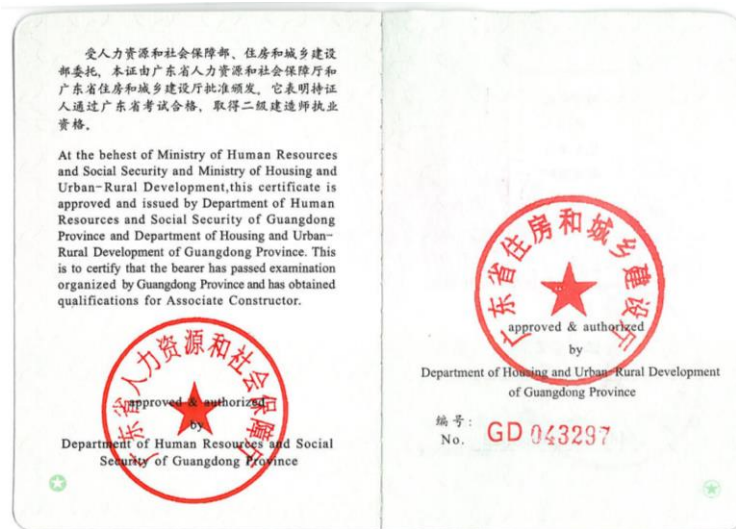 受人力资源和社会保障部、住房和城乡建设
部委托，本证由广东省人力资源和社会保障厅和
广东省住房和城乡建设厅批准颁发，它表明持证
人通过广东省考试合格，取得二级建造师执业
资格。
At the behest of Ministry of Human Resources
and Social Security and Ministry of Housing and
Urban-Rural Development,this certificate is
approved and issued by Department of Human
Resources and Social Security of Guangdong
Province and Department of Housing and Urban-
Rural Development of Guangdong Province. This
is to certify that the bearer has passed examination
organized by Guangdong Province and has obtained
qualifications for Associate Constructor.
广东省人力资源和社会保障厅
approved & authorized
by
Department of Human Resources and Social
Security of Guangdong Province
广东省住房和城乡建设厅
approved & authorized
by
Department of Housing and Urban-Rural Development
of Guangdong Province
编号:
No. GD 043297